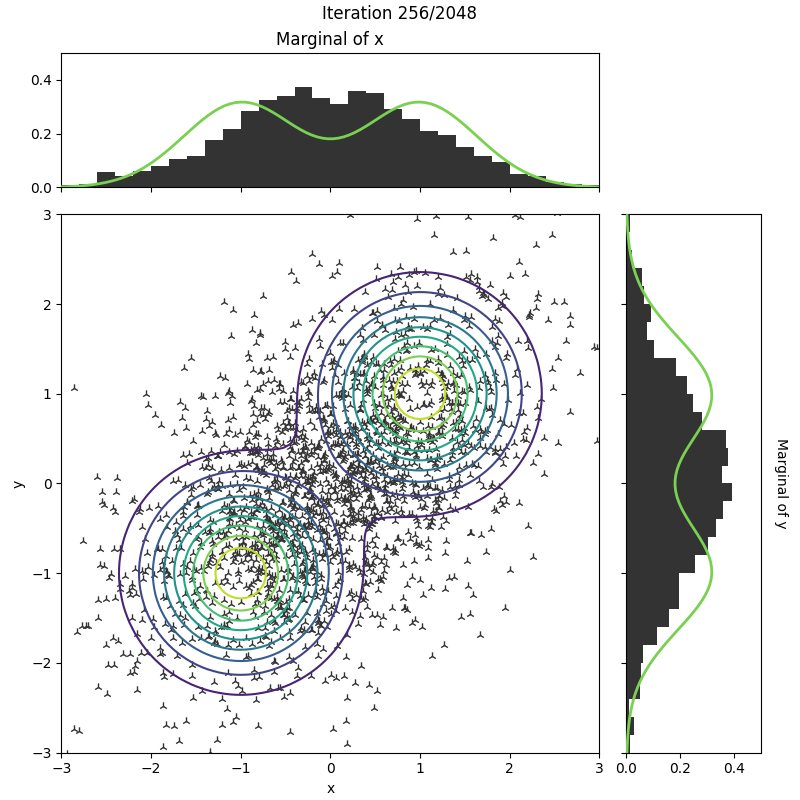 Iteration 256/2048
Marginal of x
0.4
0.2
0.0
3
2
1
0
−1
−2
−3
y
−3 −2 −1 0 1 2 3
x
0.0 0.2 0.4
Marginal of y